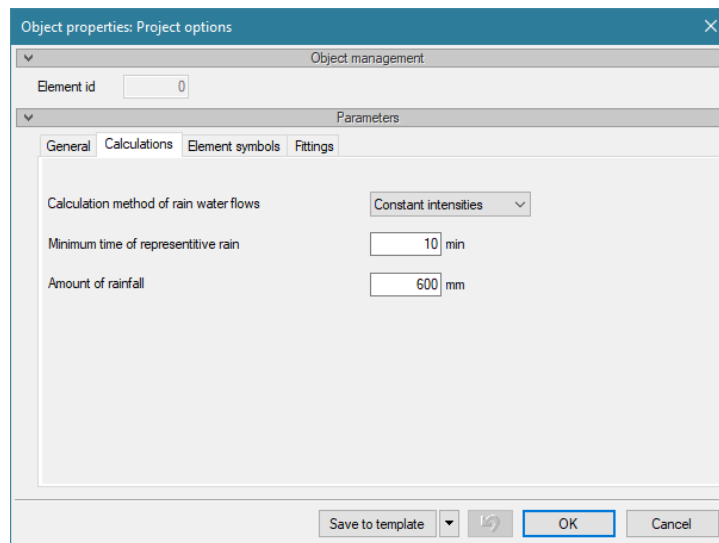 Object properties: Project options
Object management
Element id 0
Parameters
General Calculations Element symbols Fittings
Calculation method of rain water flows Constant intensities
Minimum time of representitive rain 10 min
Amount of rainfall 600 mm
Save to template OK Cancel